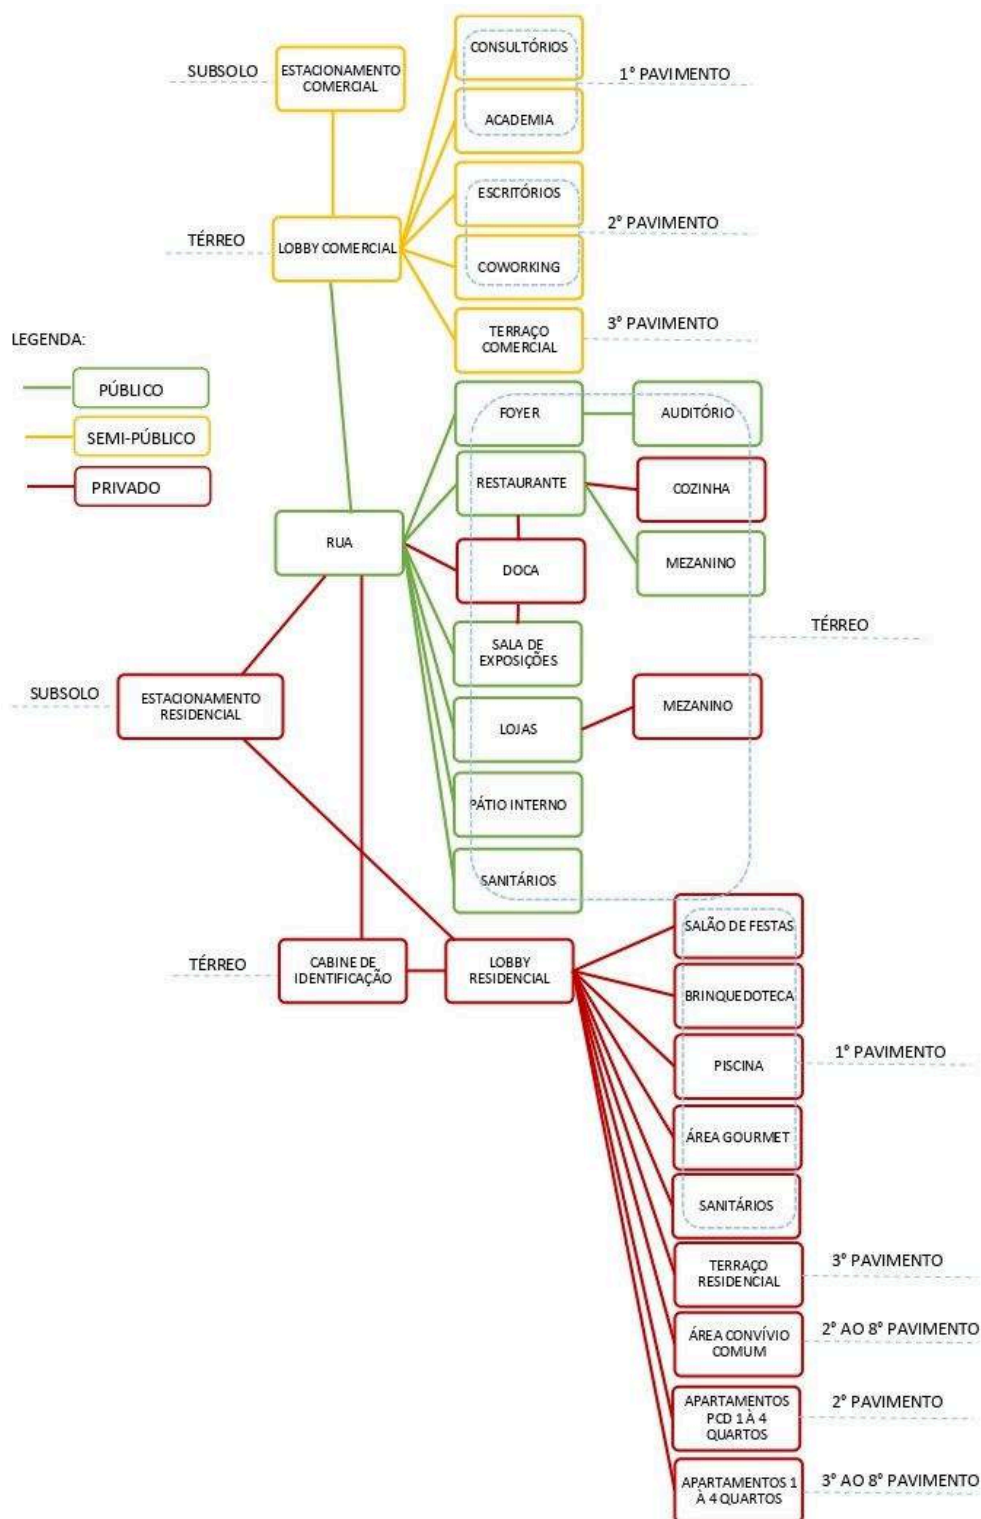 SUBSOLO
ESTACIONAMENTO
COMERCIAL
CONSULTÓRIOS
1° PAVIMENTO
ACADEMIA
ESCRITÓRIOS
2° PAVIMENTO
TÉRREO
LOBBY COMERCIAL
COWORKING
TERRAÇO
COMERCIAL
3° PAVIMENTO
LEGENDA:
PÚBLICO
SEMI-PÚBLICO
PRIVADO
FOYER
AUDITÓRIO
RESTAURANTE
COZINHA
RUA
DOCA
MEZANINO
TÉRREO
SALA DE
EXPOSIÇÕES
SUBSOLO
ESTACIONAMENTO
RESIDENCIAL
LOJAS
MEZANINO
PÁTIO INTERNO
SANITÁRIOS
TÉRREO
CABINE DE
IDENTIFICAÇÃO
LOBBY
RESIDENCIAL
SALÃO DE FESTAS
BRINQUEDOTECA
PISCINA
1° PAVIMENTO
ÁREA GOURMET
SANITÁRIOS
TERRAÇO
RESIDENCIAL
3° PAVIMENTO
ÁREA CONVÍVIO
COMUM
2° AO 8° PAVIMENTO
APARTAMENTOS
PCD 1 À 4
QUARTOS
2° PAVIMENTO
APARTAMENTOS 1
À 4 QUARTOS
3° AO 8° PAVIMENTO